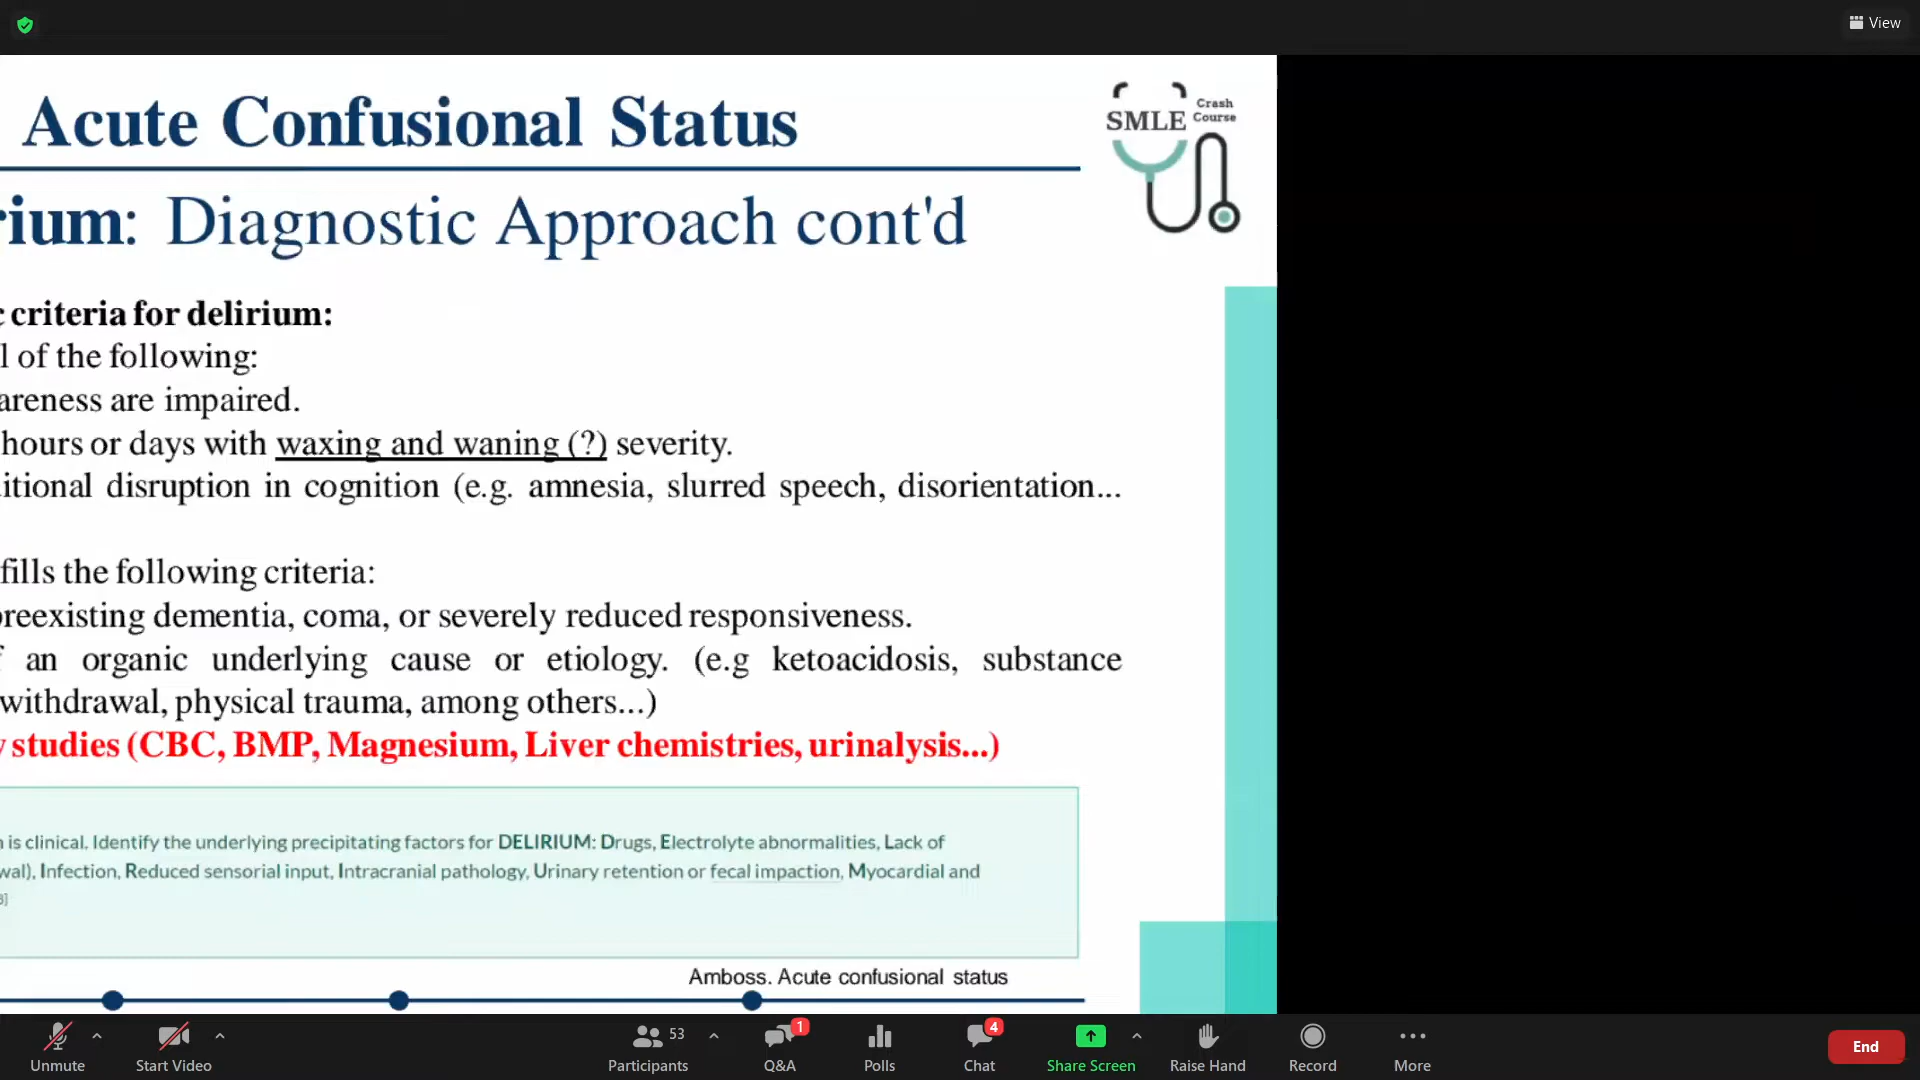 View
Acute Confusional Status
SMLE Crash Course
rium: Diagnostic Approach cont'd
c criteria for delirium:
l of the following:
areness are impaired.
hours or days with waxing and waning (?) severity.
itional disruption in cognition (e.g. amnesia, slurred speech, disorientation...
fills the following criteria:
preexisting dementia, coma, or severely reduced responsiveness.
f an organic underlying cause or etiology. (e.g ketoacidosis, substance
withdrawal, physical trauma, among others...)
y studies (CBC, BMP, Magnesium, Liver chemistries, urinalysis...)
n is clinical. Identify the underlying precipitating factors for DELIRIUM: Drugs, Electrolyte abnormalities, Lack of
wal), Infection, Reduced sensorial input, Intracranial pathology, Urinary retention or fecal impaction, Myocardial and
3]
Amboss. Acute confusional status
Unmute
Start Video
Participants 53
Q&A 1
Polls
Chat 4
Share Screen
Raise Hand
Record
More
End